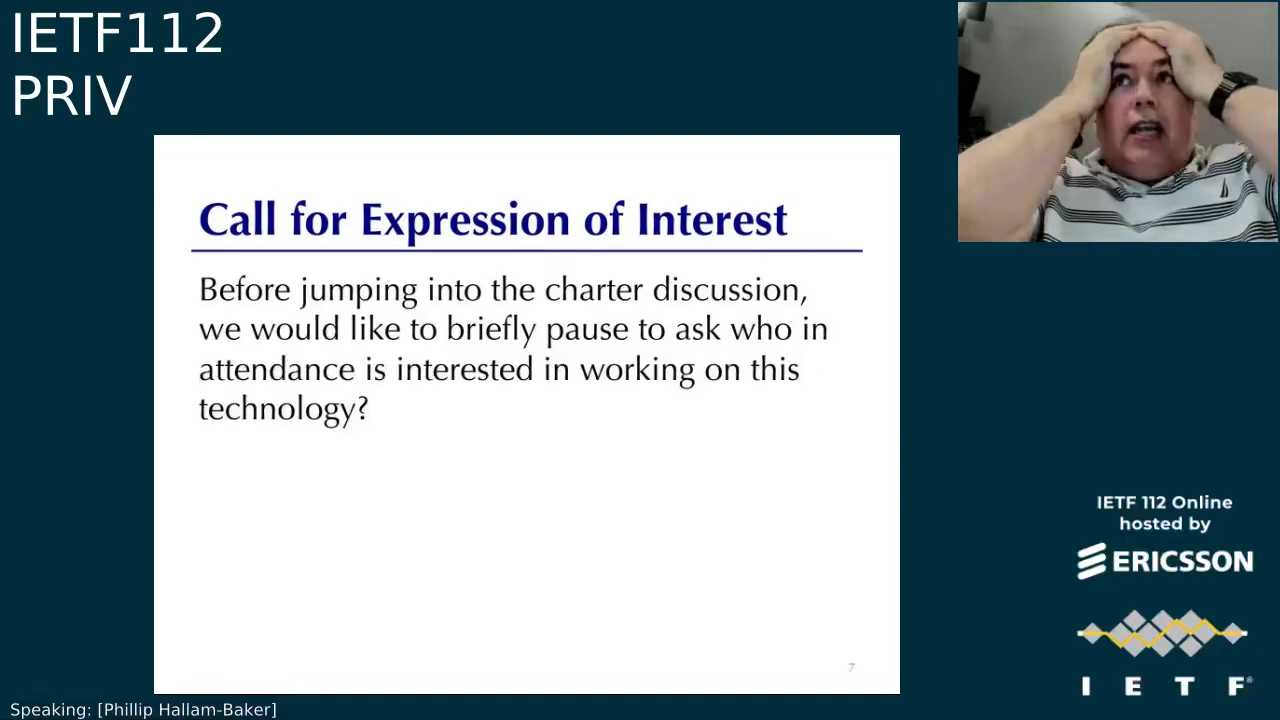 IETF112
PRIV
Call for Expression of Interest
Before jumping into the charter discussion,
we would like to briefly pause to ask who in
attendance is interested in working on this
technology?
7
IETF 112 Online
hosted by
ERICSSON
I E T F®
Speaking: [Phillip Hallam-Baker]